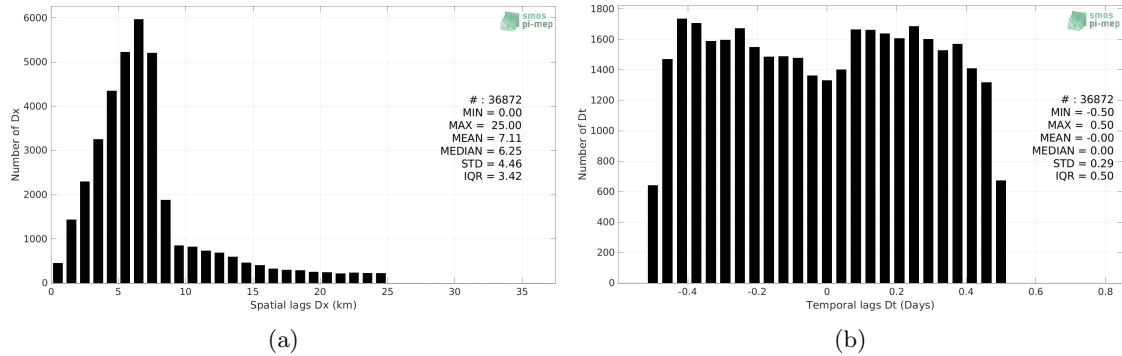 6000
5000
4000
3000
2000
1000
0
Number of Dx
smos
pi-mep
# : 36872
MIN = 0.00
MAX = 25.00
MEAN = 7.11
MEDIAN = 6.25
STD = 4.46
IQR = 3.42
0 5 10 15 20 25 30 35
Spatial lags Dx (km)
(a)
1800
1600
1400
1200
1000
800
600
400
200
0
Number of Dt
smos
pi-mep
# : 36872
MIN = -0.50
MAX = 0.50
MEAN = -0.00
MEDIAN = 0.00
STD = 0.29
IQR = 0.50
-0.4 -0.2 0 0.2 0.4 0.6 0.8
Temporal lags Dt (Days)
(b)